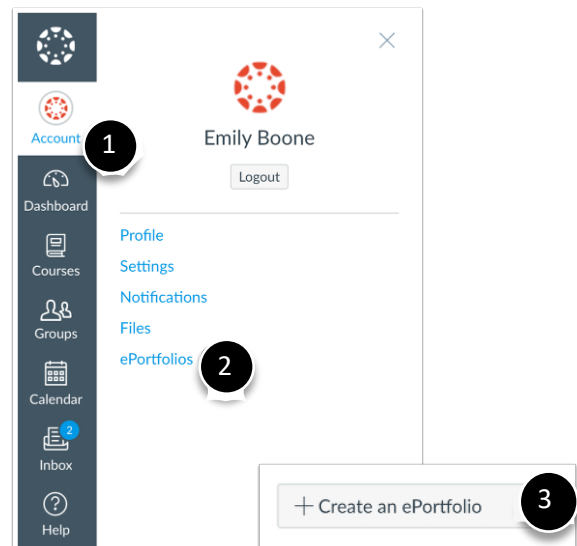 Account
1
Dashboard
Courses
Groups
Calendar
2
Inbox
Help
Emily Boone
Logout
Profile
Settings
Notifications
Files
ePortfolios
2
Create an ePortfolio
3